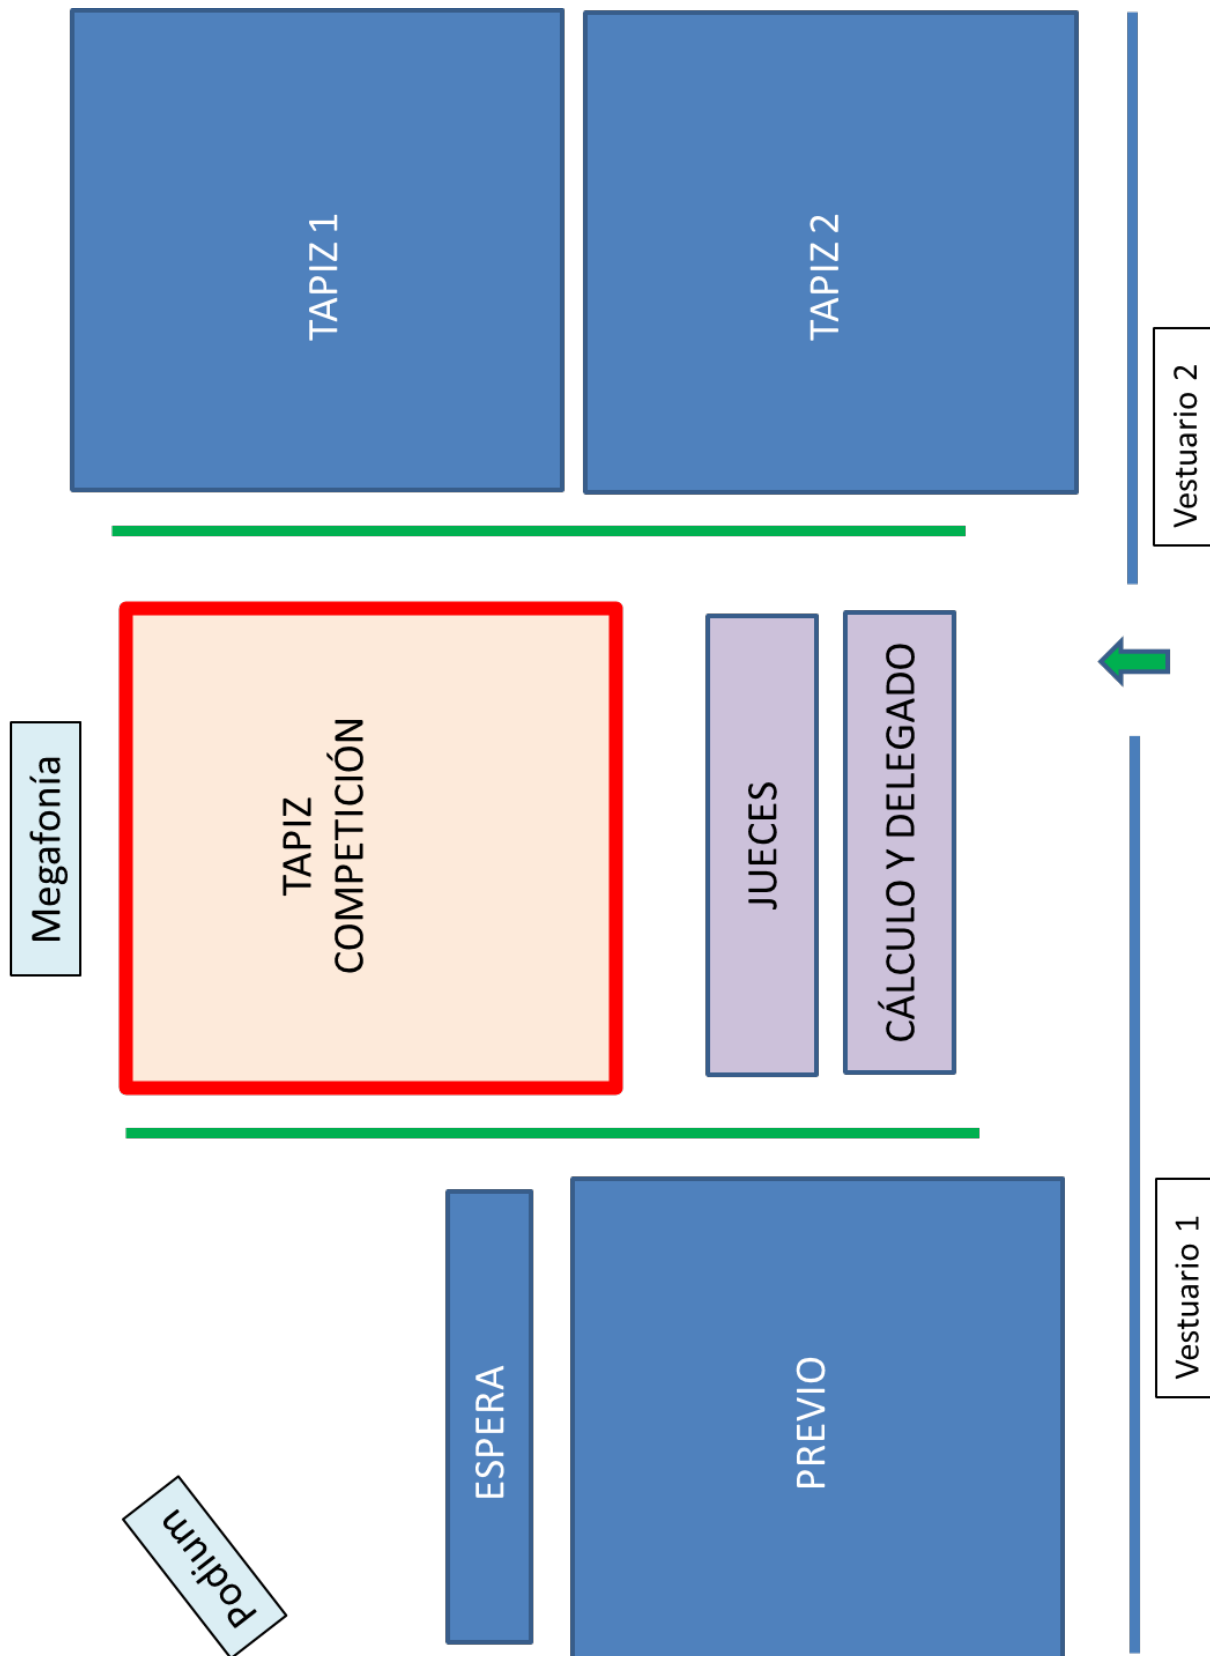 Podium
ESPERA
PREVIO
Vestuario 1
Megafonía
TAPIZ
COMPETICIÓN
JUECES
CÁLCULO Y DELEGADO
TAPIZ 1
TAPIZ 2
Vestuario 2